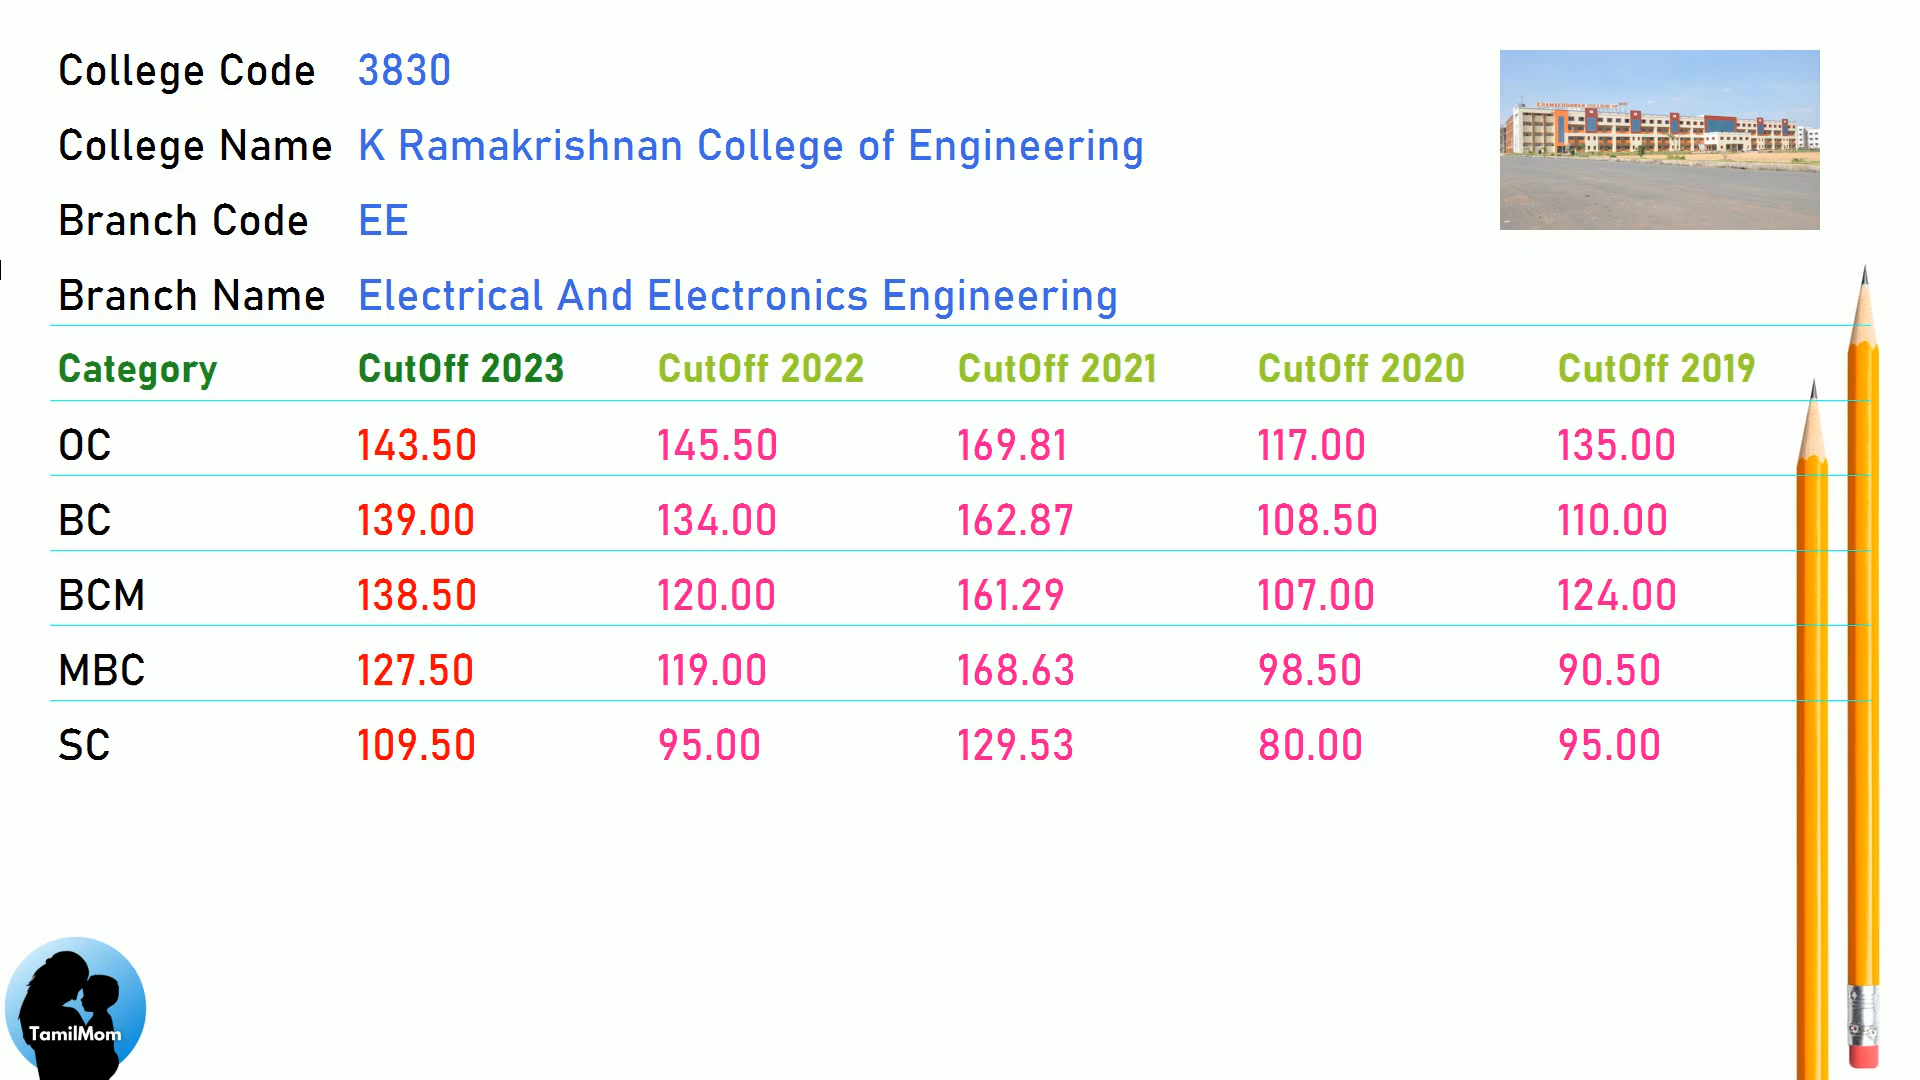 College Code 3830
College Name K Ramakrishnan College of Engineering
Branch Code EE
Branch Name Electrical And Electronics Engineering
Category CutOff 2023 CutOff 2022 CutOff 2021 CutOff 2020 CutOff 2019
OC 143.50 145.50 169.81 117.00 135.00
BC 139.00 134.00 162.87 108.50 110.00
BCM 138.50 120.00 161.29 107.00 124.00
MBC 127.50 119.00 168.63 98.50 90.50
SC 109.50 95.00 129.53 80.00 95.00
TamilMom